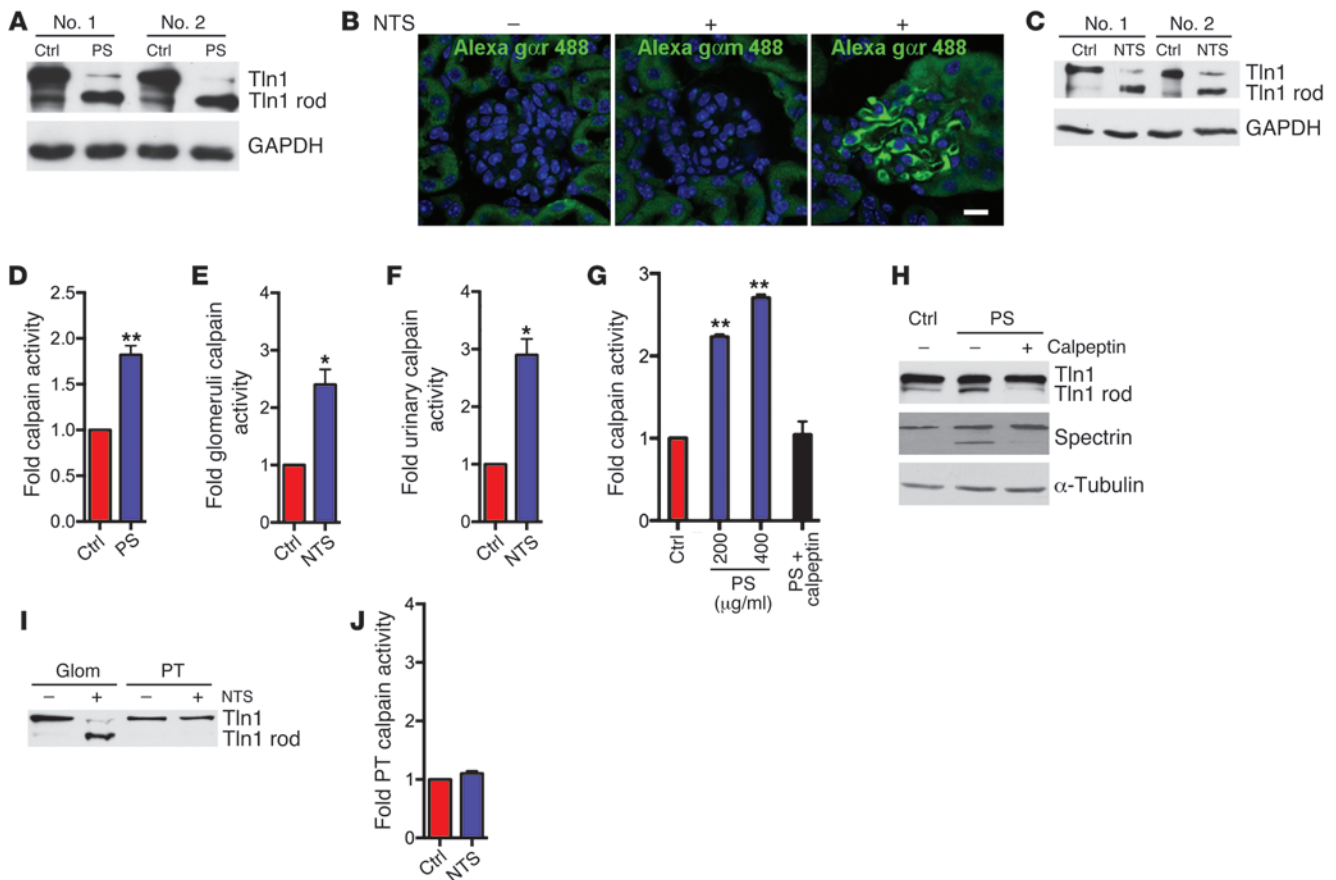 A
No. 1 No. 2
Ctrl PS Ctrl PS
Tln1
Tln1 rod
GAPDH
B
NTS − + +
Alexa gαr 488 Alexa gαm 488 Alexa gαr 488
C
No. 1 No. 2
Ctrl NTS Ctrl NTS
Tln1
Tln1 rod
GAPDH
D
Fold calpain activity
2.5
2.0
1.5
1.0
0.5
0.0
**
Ctrl PS
E
Fold glomeruli calpain
activity
4
3
2
1
0
*
Ctrl NTS
F
Fold urinary calpain
activity
4
3
2
1
0
*
Ctrl NTS
G
Fold calpain activity
3
2
1
0
** **
Ctrl 200 400 PS +
calpeptin
PS
(μg/ml)
H
Ctrl PS
− − + Calpeptin
Tln1
Tln1 rod
Spectrin
α-Tubulin
I
Glom PT
− + − + NTS
Tln1
Tln1 rod
J
Fold PT calpain activity
4
3
2
1
0
Ctrl NTS